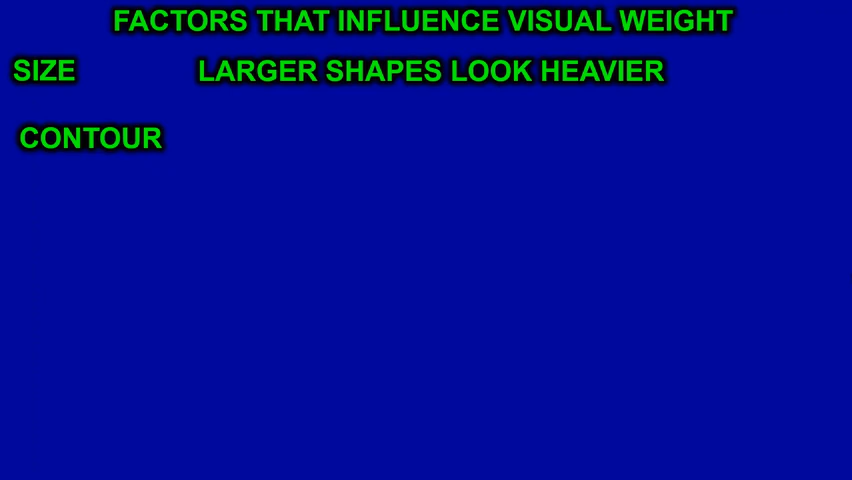 FACTORS THAT INFLUENCE VISUAL WEIGHT
SIZE LARGER SHAPES LOOK HEAVIER
CONTOUR